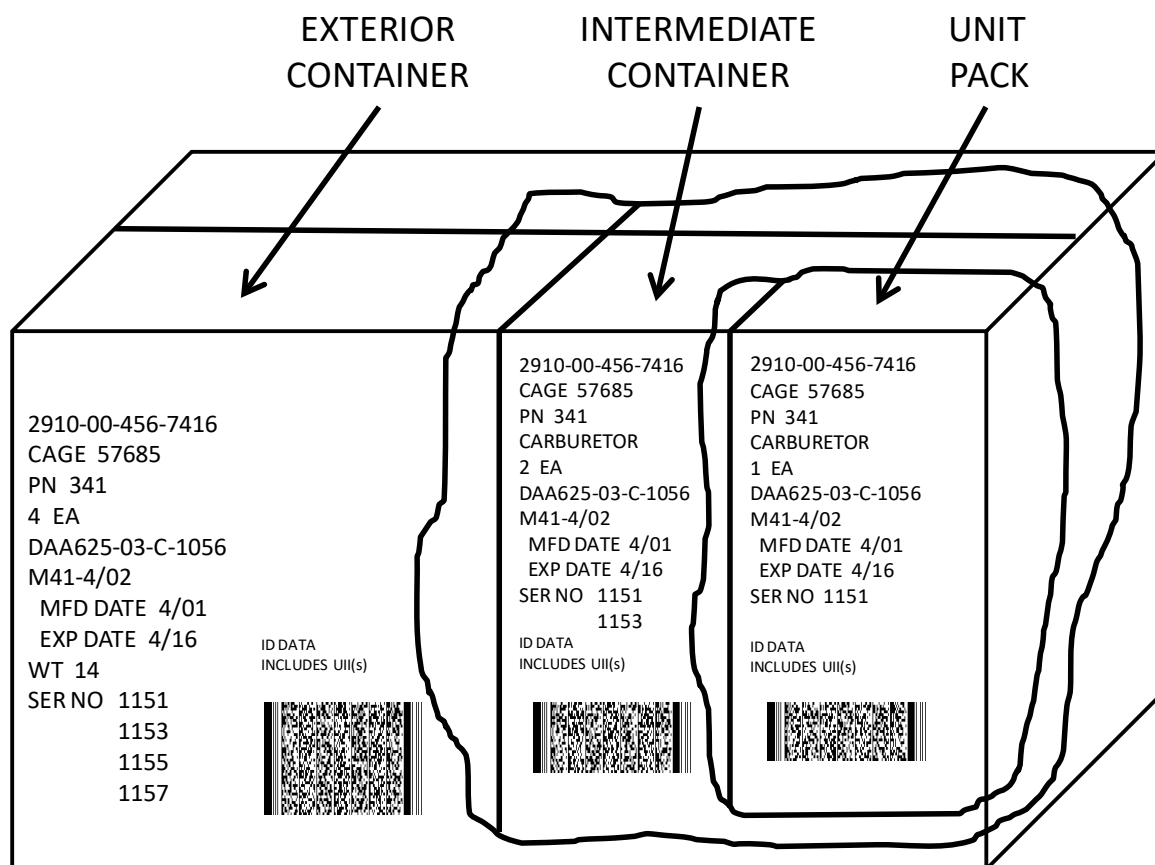 EXTERIOR
CONTAINER
INTERMEDIATE
CONTAINER
UNIT
PACK
2910-00-456-7416
CAGE 57685
PN 341
4 EA
DAA625-03-C-1056
M41-4/02
MFD DATE 4/01
EXP DATE 4/16
WT 14
SER NO 1151
1153
1155
1157
ID DATA
INCLUDES UII(s)
2910-00-456-7416
CAGE 57685
PN 341
CARBURETOR
2 EA
DAA625-03-C-1056
M41-4/02
MFD DATE 4/01
EXP DATE 4/16
SER NO 1151
1153
ID DATA
INCLUDES UII(s)
2910-00-456-7416
CAGE 57685
PN 341
CARBURETOR
1 EA
DAA625-03-C-1056
M41-4/02
MFD DATE 4/01
EXP DATE 4/16
SER NO 1151
ID DATA
INCLUDES UII(s)